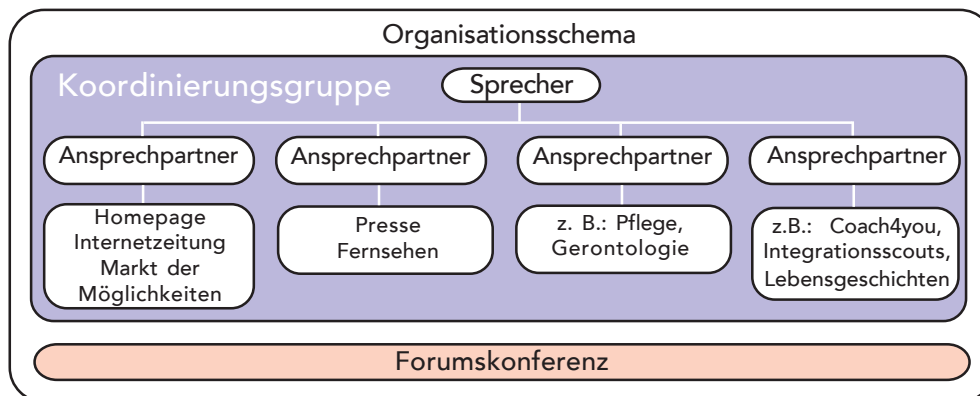 Organisationsschema
Koordinierungsgruppe
Sprecher
Ansprechpartner
Ansprechpartner
Ansprechpartner
Ansprechpartner
Homepage
Internetzeitung
Markt der
Möglichkeiten
Presse
Fernsehen
z. B.: Pflege,
Gerontologie
z.B.: Coach4you,
Integrationsscouts,
Lebensgeschichten
Forumskonferenz